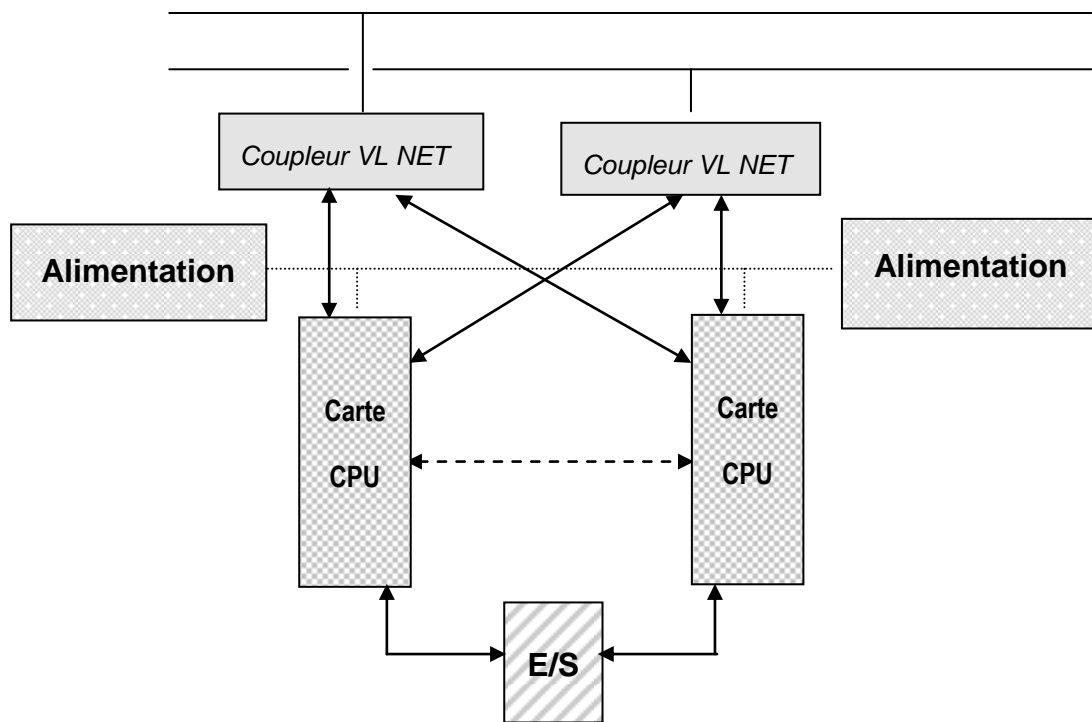 Coupleur VL NET
Coupleur VL NET
Alimentation
Alimentation
Carte
CPU
Carte
CPU
E/S